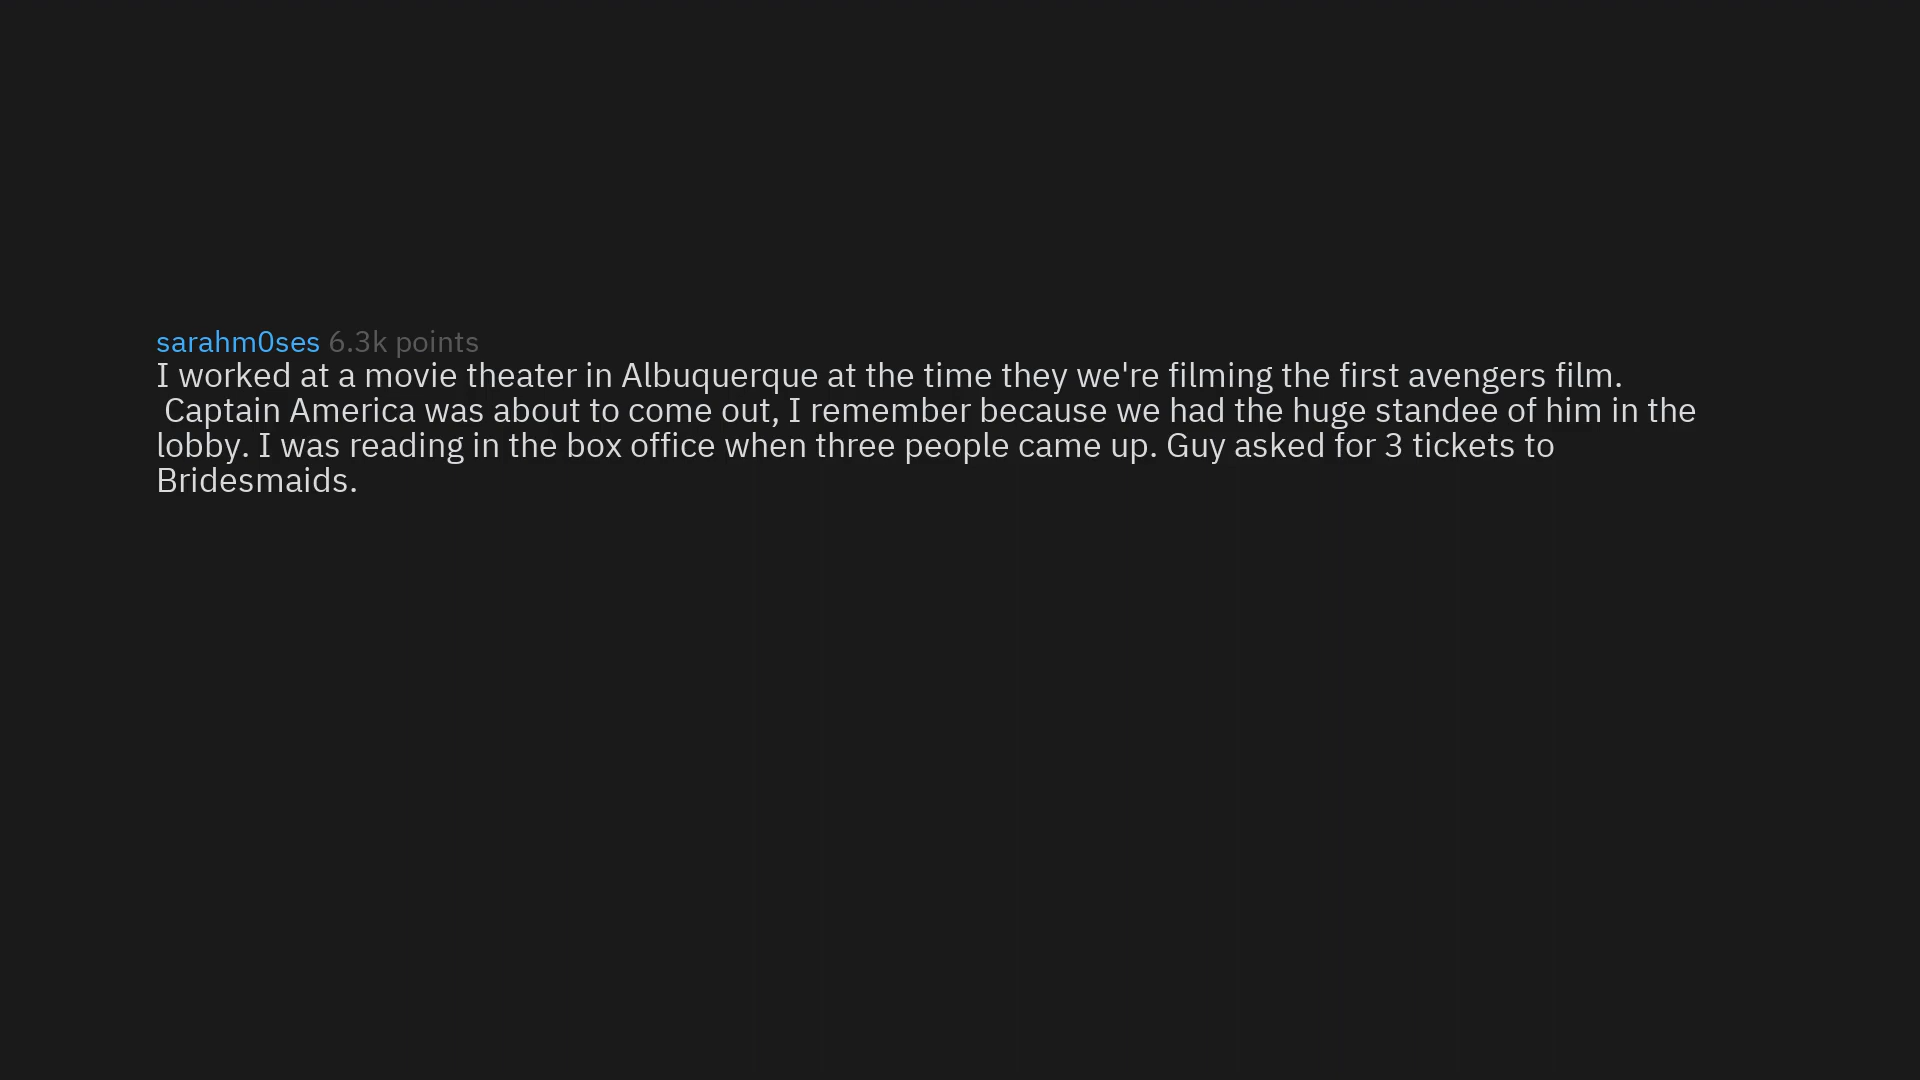 sarahm0ses 6.3k points
I worked at a movie theater in Albuquerque at the time they we're filming the first avengers film.
Captain America was about to come out, I remember because we had the huge standee of him in the
lobby. I was reading in the box office when three people came up. Guy asked for 3 tickets to
Bridesmaids.